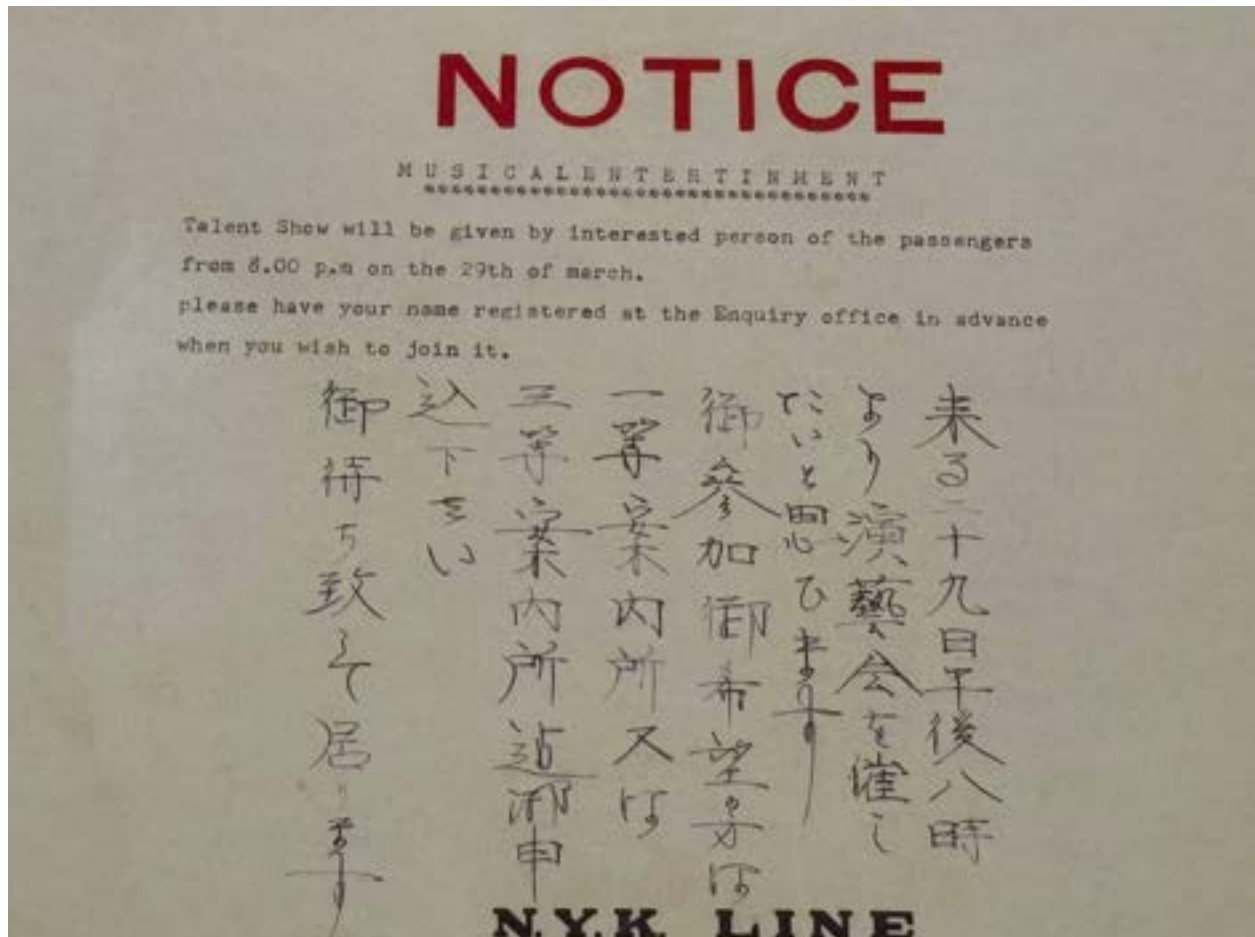 NOTICE
MUSICALENTERTINMENT
Talent Show will be given by interested person of the passengers
from 8.00 p.m on the 29th of march.
please have your name registered at the Enquiry office in advance
when you wish to join it.
来る二十九日午後八時
より演藝会を催し
たいと思ひます
御參加御希望の方は
一等案内所又は
三等案内所迠御申
込下さい
御待ち致して居ります
N.Y.K. LINE